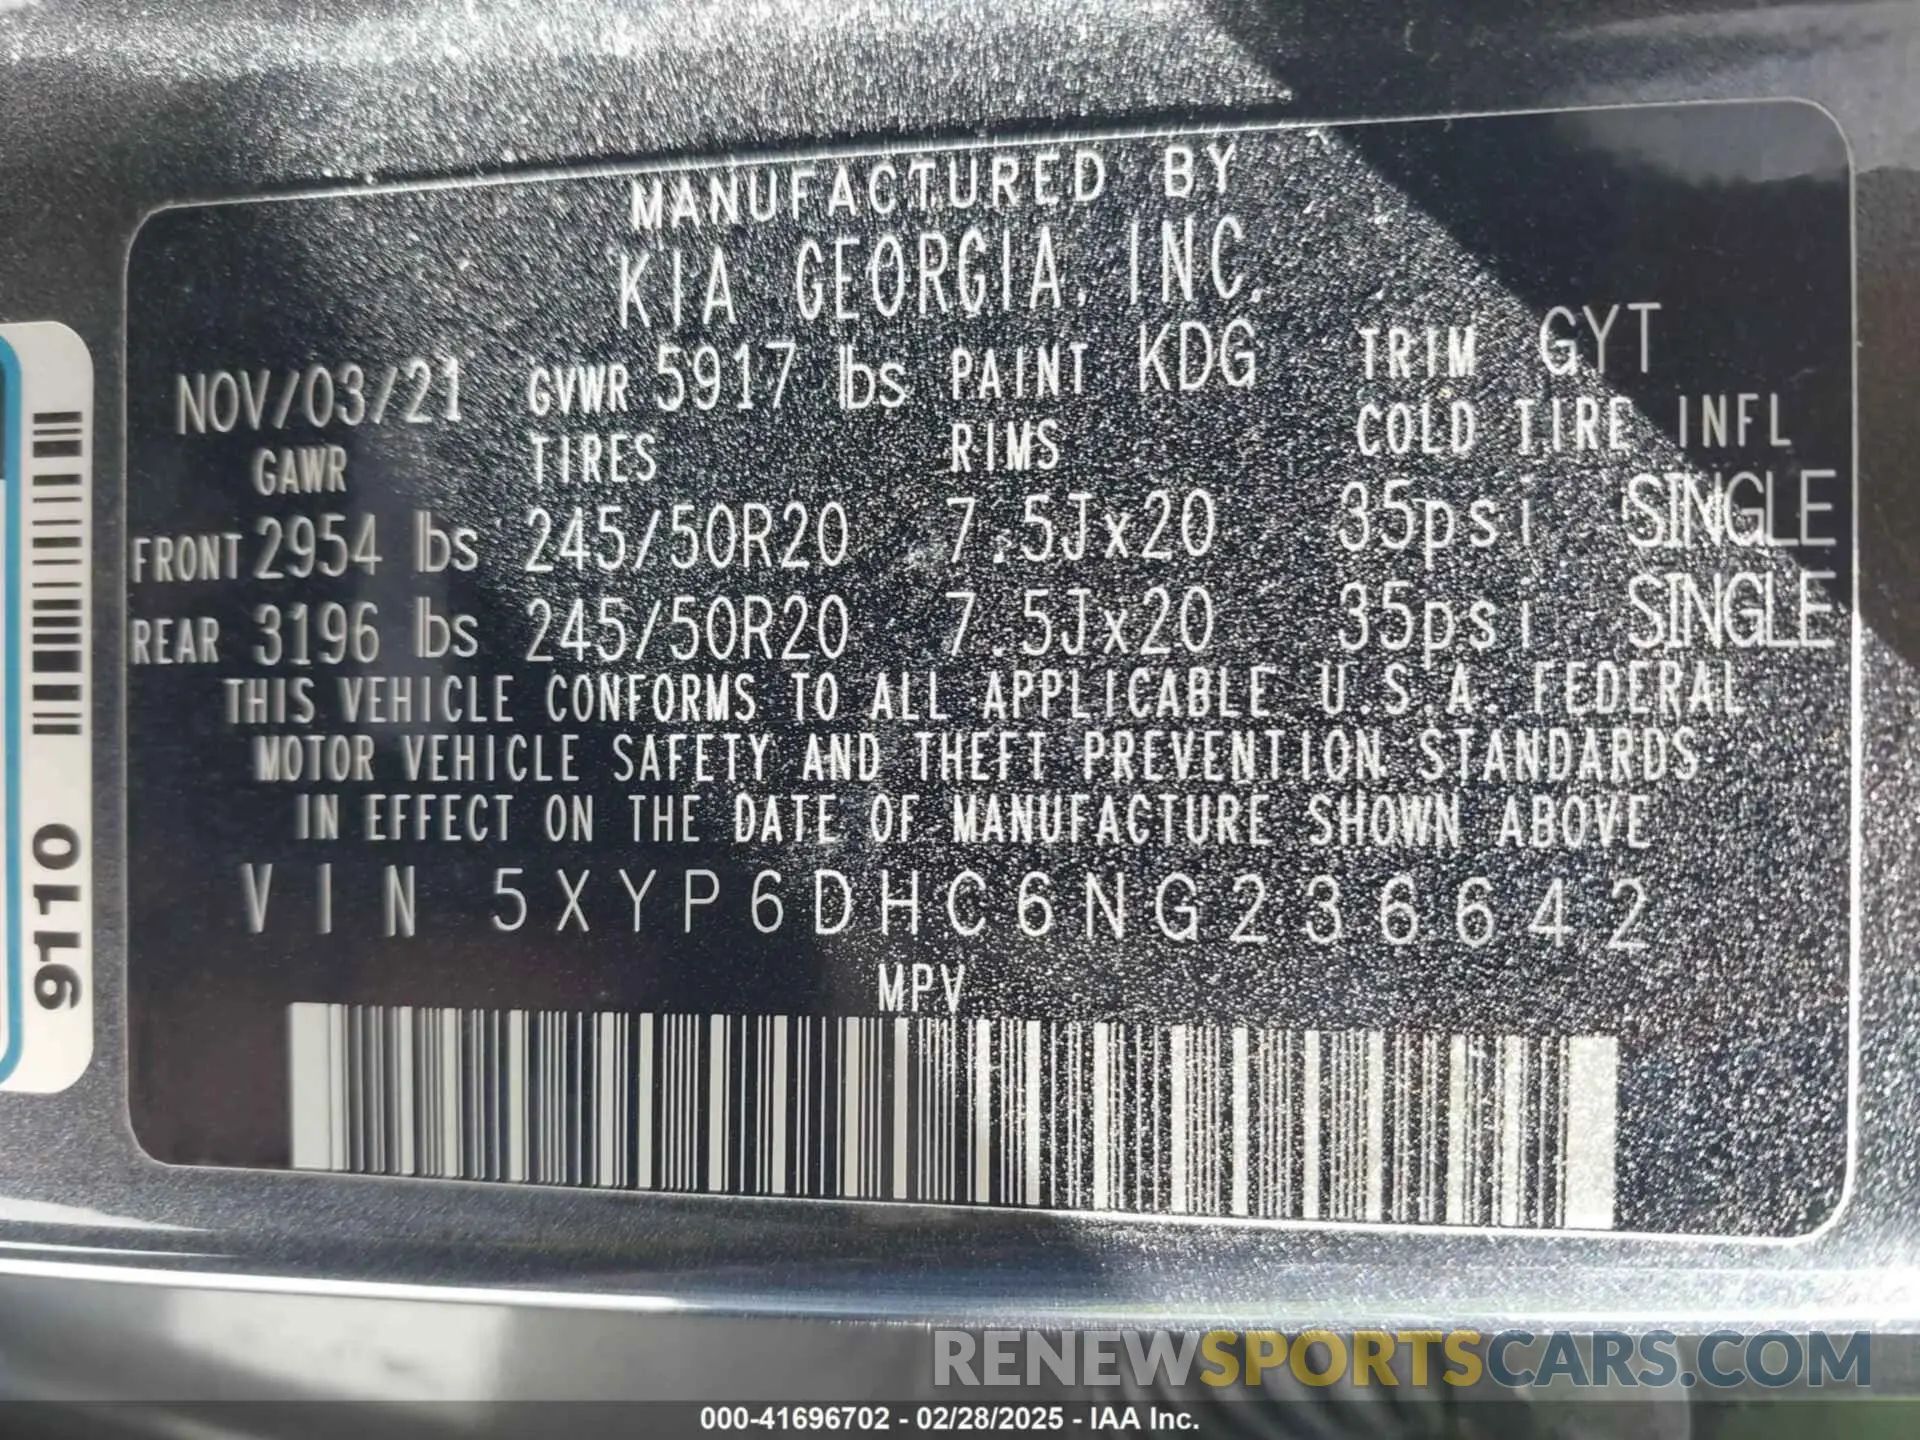 MANUFACTURED BY
KIA GEORGIA, INC.
NOV/03/21 GVWR 5917 lbs PAINT KDG TRIM GYT
GAWR TIRES RIMS COLD TIRE INFL
FRONT 2954 lbs 245/50R20 7.5Jx20 35psi SINGLE
REAR 3196 lbs 245/50R20 7.5Jx20 35psi SINGLE
THIS VEHICLE CONFORMS TO ALL APPLICABLE U.S.A. FEDERAL
MOTOR VEHICLE SAFETY AND THEFT PREVENTION STANDARDS
IN EFFECT ON THE DATE OF MANUFACTURE SHOWN ABOVE
VIN 5XYP6DHC6NG236642
MPV
9110
RENEWSPORTSCARS.COM
000-41696702 - 02/28/2025 - IAA Inc.